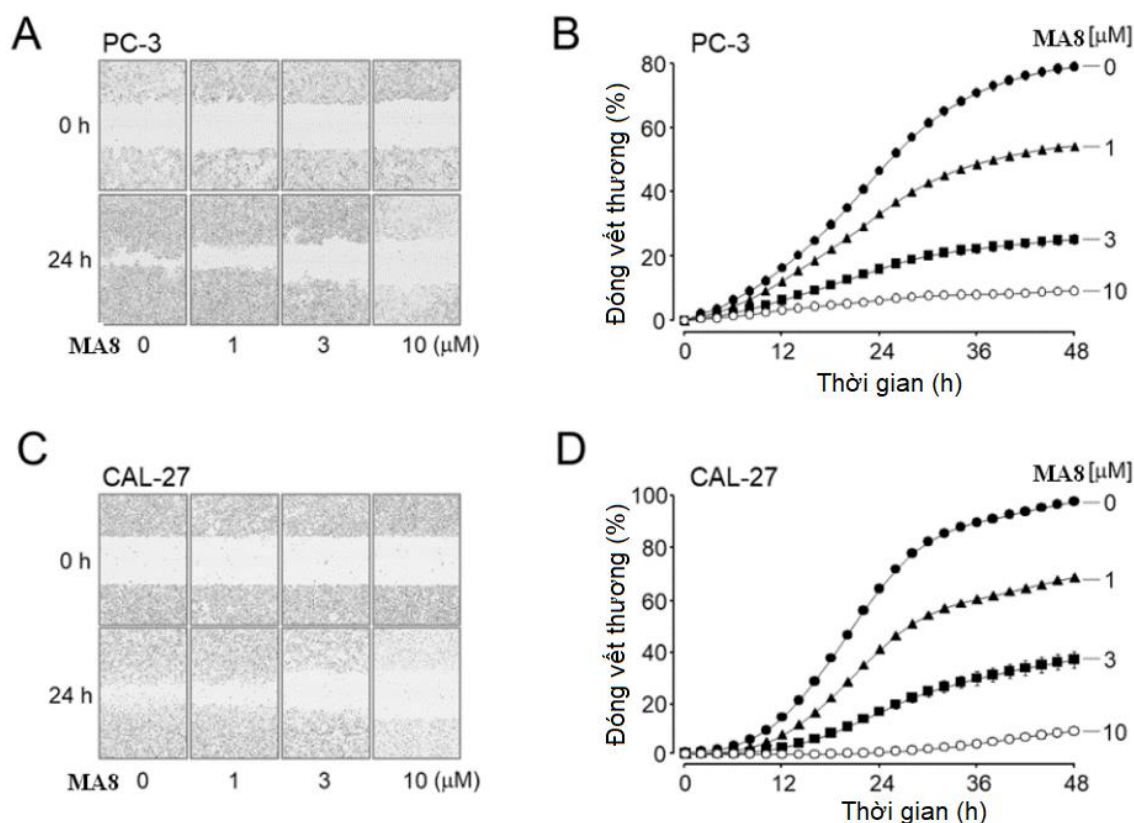 A
PC-3
0 h
24 h
MA8 0 1 3 10 (μM)
B
PC-3
MA8 [μM]
Đóng vết thương (%)
80
60
40
20
0
0
1
3
10
0 12 24 36 48
Thời gian (h)
C
CAL-27
0 h
24 h
MA8 0 1 3 10 (μM)
D
CAL-27
MA8 [μM]
Đóng vết thương (%)
100
80
60
40
20
0
0
1
3
10
0 12 24 36 48
Thời gian (h)